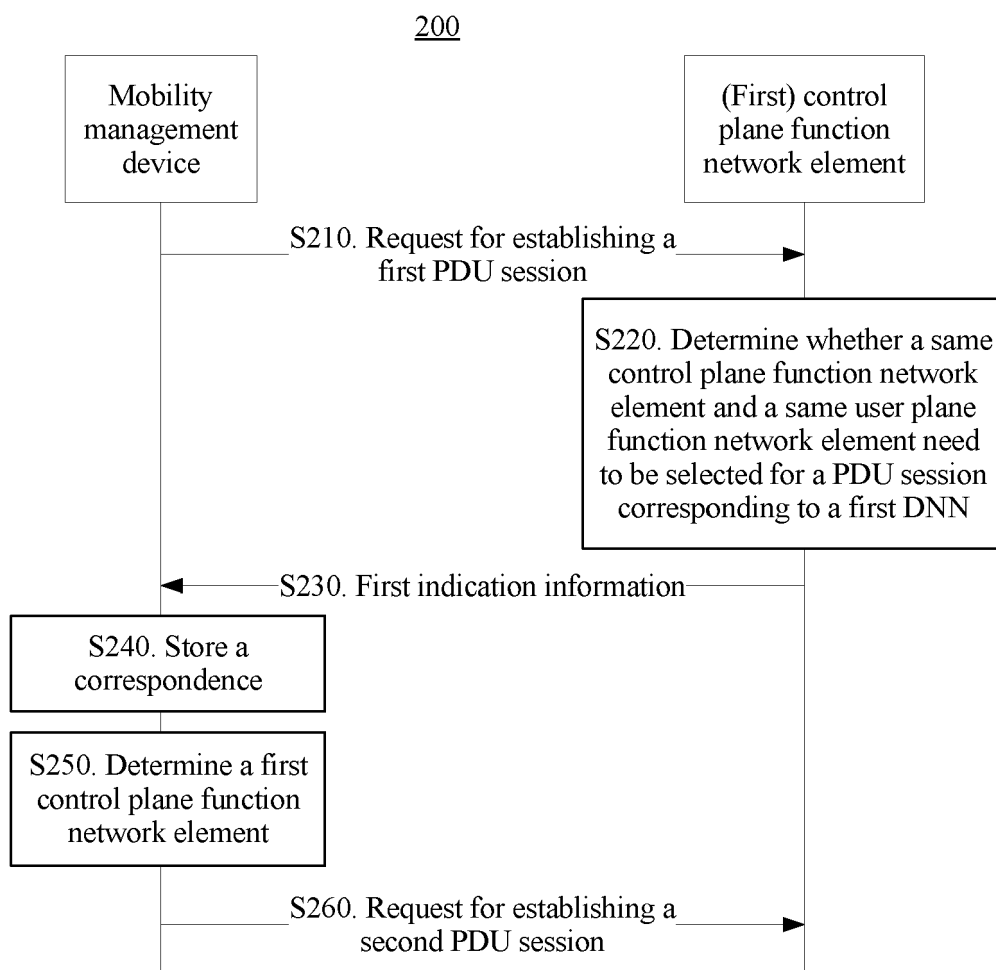 200
Mobility
management
device
(First) control
plane function
network element
S210. Request for establishing a
first PDU session
S220. Determine whether a same
control plane function network
element and a same user plane
function network element need
to be selected for a PDU session
corresponding to a first DNN
S230. First indication information
S240. Store a
correspondence
S250. Determine a first
control plane function
network element
S260. Request for establishing a
second PDU session